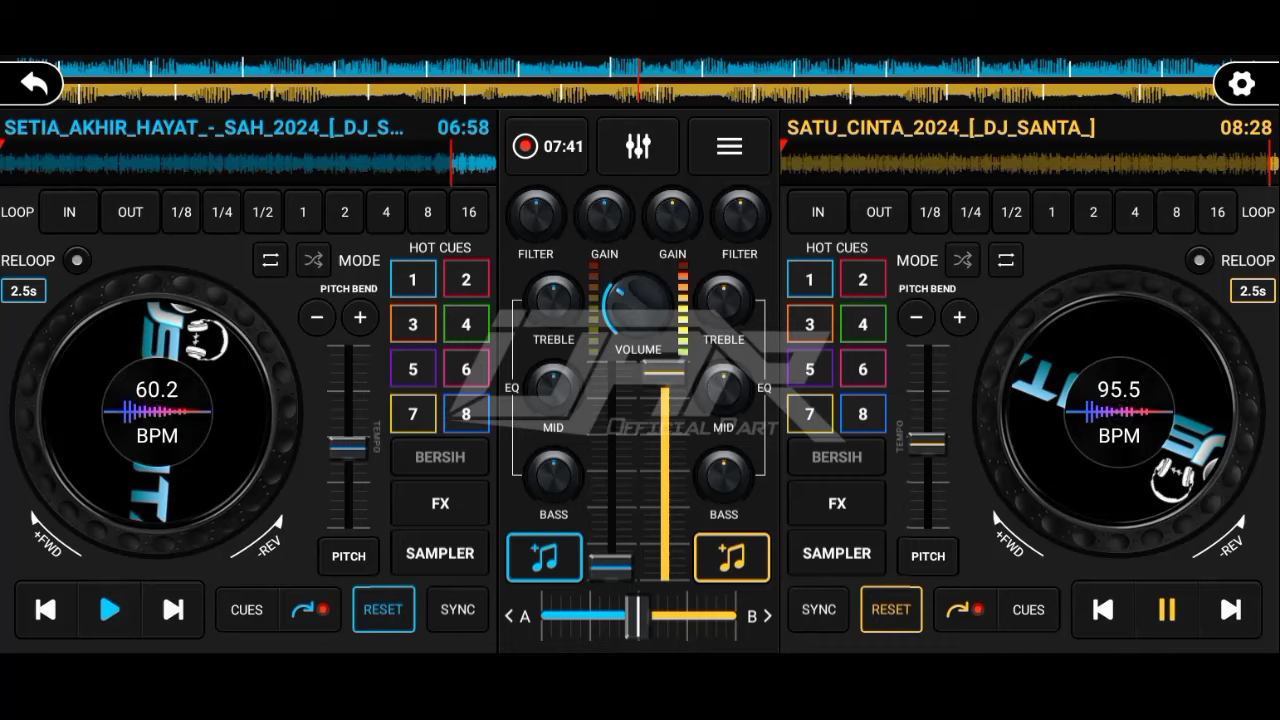 SETIA_AKHIR_HAYAT_-_SAH_2024_[_DJ_S... 06:58
07:41
SATU_CINTA_2024_[_DJ_SANTA_] 08:28
LOOP IN OUT 1/8 1/4 1/2 1 2 4 8 16
IN OUT 1/8 1/4 1/2 1 2 4 8 16 LOOP
FILTER GAIN GAIN FILTER
RELOOP MODE HOT CUES
2.5s
PITCH BEND
− +
1 2
3 4
5 6
7 8
60.2
BPM
TEMPO
BERSIH
FX
SAMPLER
PITCH
+FWD
-REV
TREBLE VOLUME TREBLE
EQ EQ
MID MID
BASS BASS
DHR
OFFICIAL PART
HOT CUES
MODE RELOOP
2.5s
PITCH BEND
− +
1 2
3 4
5 6
7 8
95.5
BPM
TEMPO
BERSIH
FX
SAMPLER
PITCH
+FWD
-REV
CUES RESET SYNC
< A B >
SYNC RESET CUES